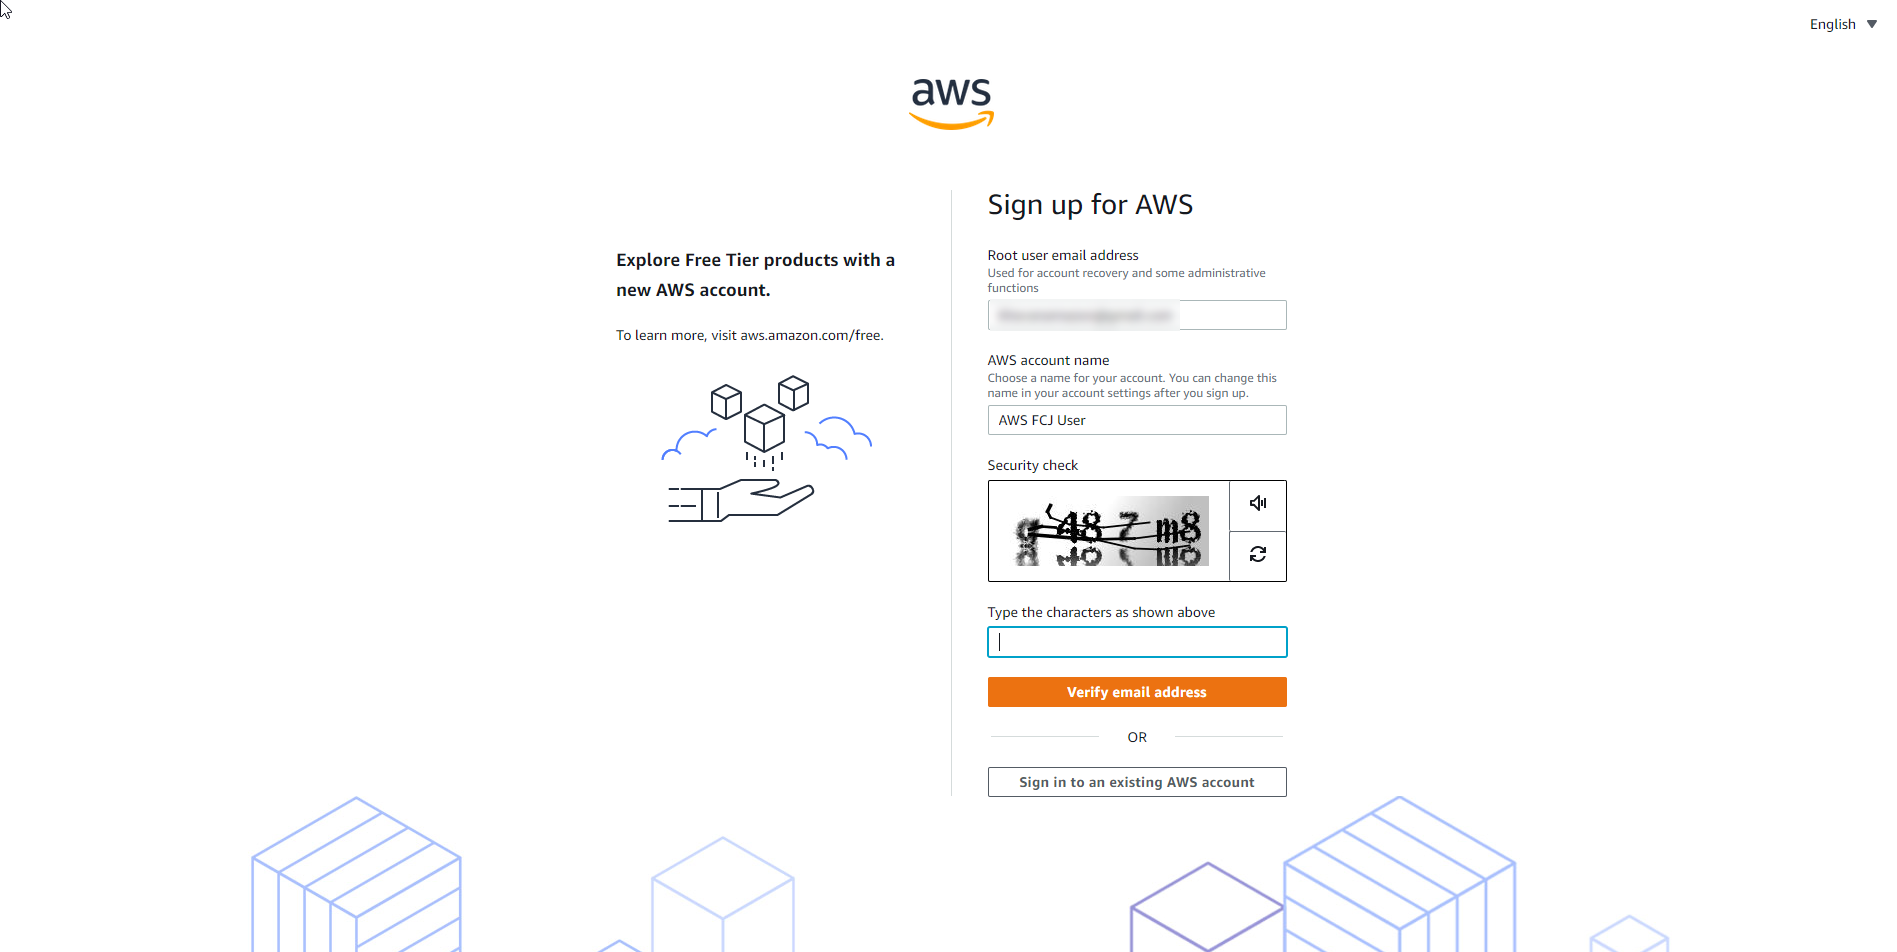 English
aws
Explore Free Tier products with a
new AWS account.
To learn more, visit aws.amazon.com/free.
Sign up for AWS
Root user email address
Used for account recovery and some administrative
functions
AWS account name
Choose a name for your account. You can change this
name in your account settings after you sign up.
AWS FCJ User
Security check
Type the characters as shown above
Verify email address
OR
Sign in to an existing AWS account